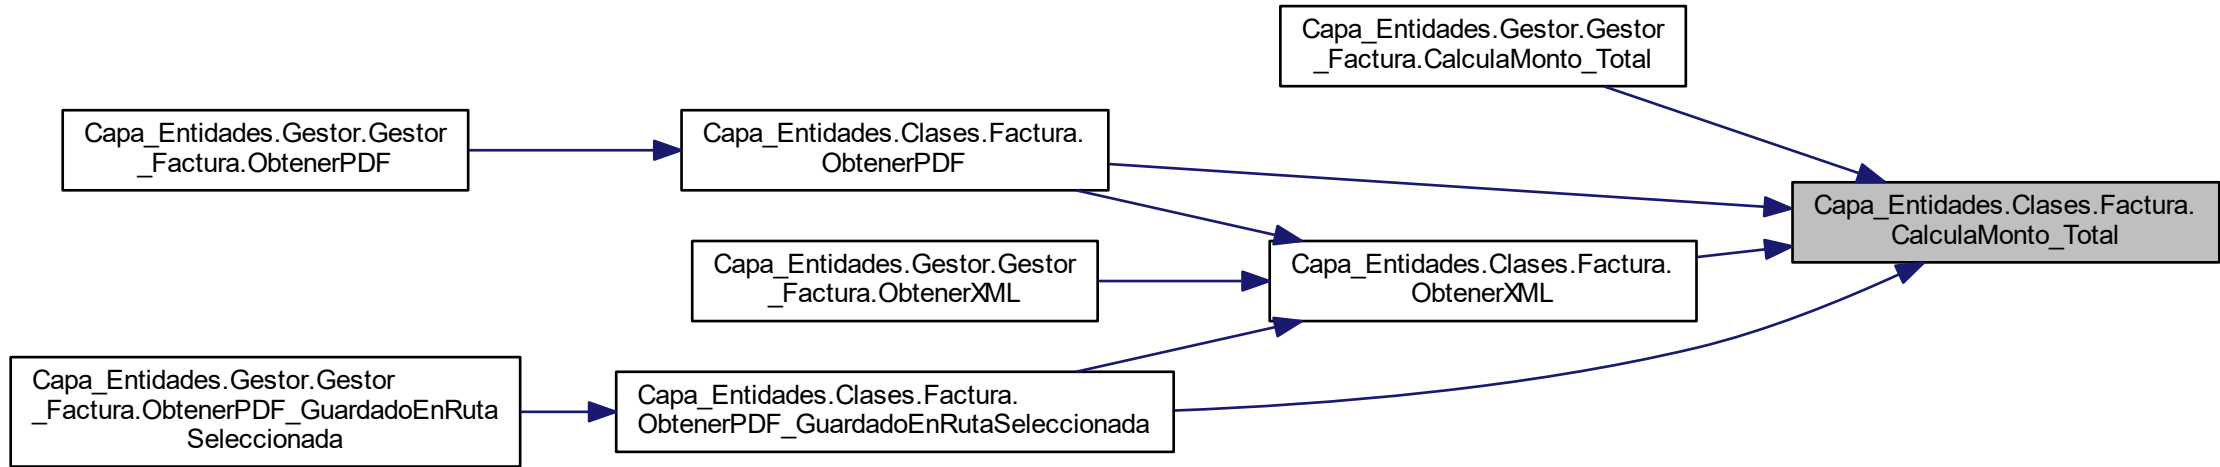 Capa_Entidades.Gestor.Gestor
_Factura.CalculaMonto_Total
Capa_Entidades.Gestor.Gestor
_Factura.ObtenerPDF
Capa_Entidades.Clases.Factura.
ObtenerPDF
Capa_Entidades.Clases.Factura.
CalculaMonto_Total
Capa_Entidades.Gestor.Gestor
_Factura.ObtenerXML
Capa_Entidades.Clases.Factura.
ObtenerXML
Capa_Entidades.Gestor.Gestor
_Factura.ObtenerPDF_GuardadoEnRuta
Seleccionada
Capa_Entidades.Clases.Factura.
ObtenerPDF_GuardadoEnRutaSeleccionada